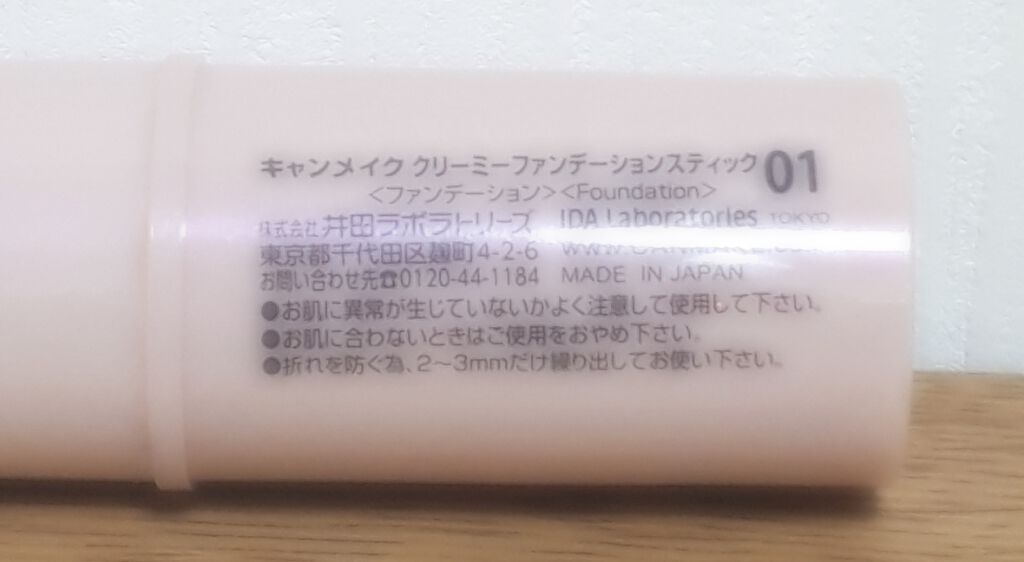 キャンメイク クリーミーファンデーションスティック 01
<ファンデーション><Foundation>
株式会社 井田ラボラトリーズ IDA Laboratories TOKYO
東京都千代田区麹町4-2-6
お問い合わせ先☎0120-44-1184 MADE IN JAPAN
●お肌に異常が生じていないかよく注意して使用して下さい。
●お肌に合わないときはご使用をおやめ下さい。
●折れを防ぐ為、2～3mmだけ繰り出してお使い下さい。